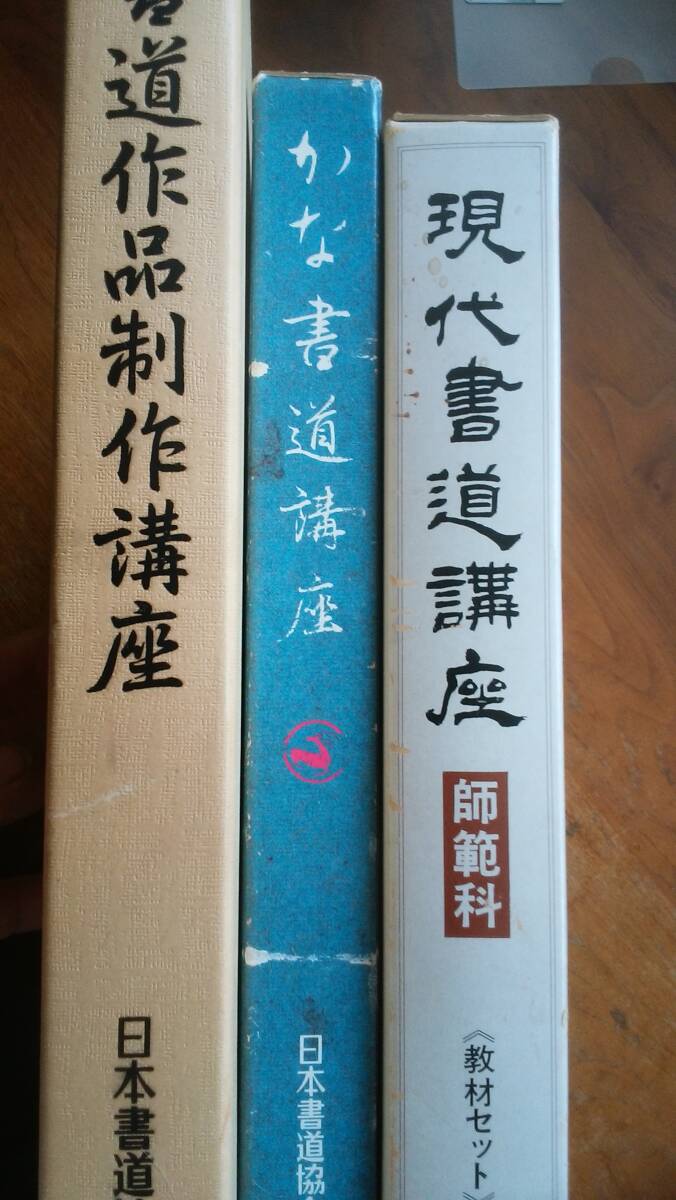 書道作品制作講座
日本書道
かな書道講座
日本書道協
現代書道講座
師範科
《教材セット》